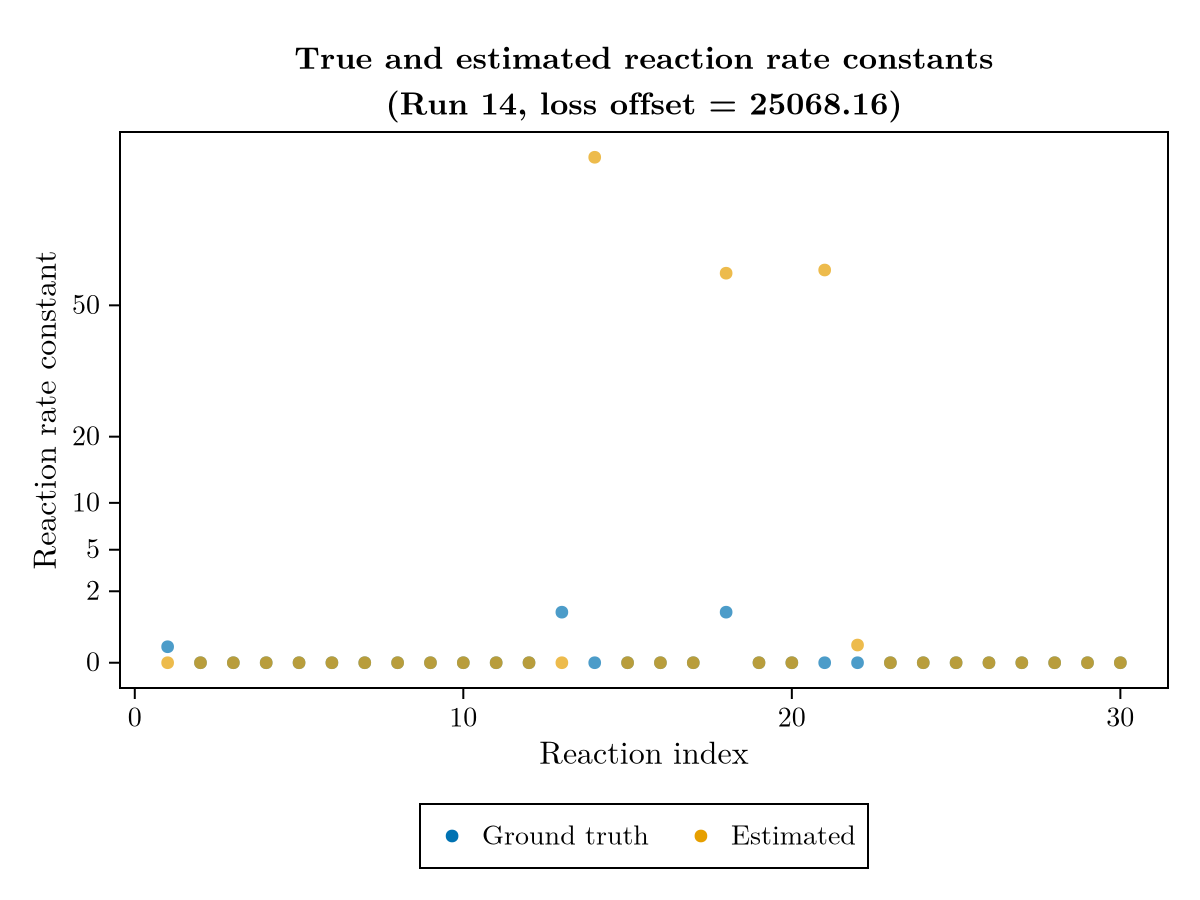 True and estimated reaction rate constants
(Run 14, loss offset = 25068.16)
Reaction rate constant
50
20
10
5
2
0
0 10 20 30
Reaction index
Ground truth Estimated